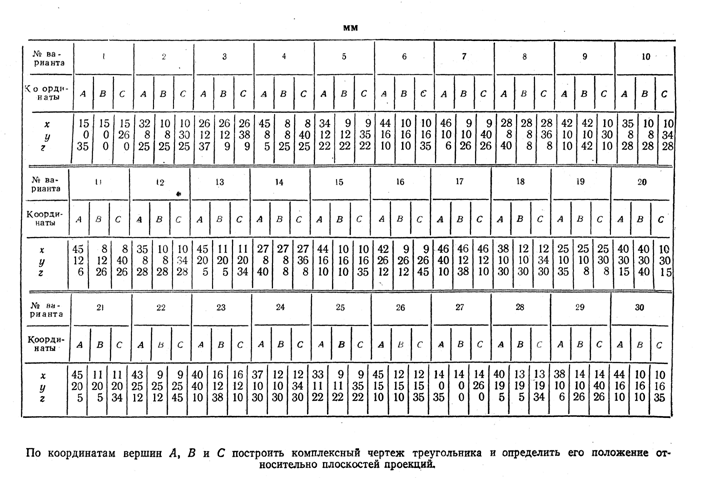 мм
№ ва- 1 2 3 4 5 6 7 8 9 10
рианта
Координаты A B C A B C A B C A B C A B C A B C A B C A B C A B C A B C
x 15 15 15 32 10 10 26 26 26 45 8 8 34 9 9 44 10 10 46 9 9 28 28 28 42 42 10 35 10 10
y 0 0 26 8 8 30 12 12 38 8 8 40 12 12 35 16 16 16 10 10 40 8 8 36 10 10 30 8 8 34
z 35 0 0 25 25 25 37 9 9 5 25 25 22 22 22 10 10 35 6 26 26 40 8 8 10 42 10 28 28 28
№ ва- 11 12 13 14 15 16 17 18 19 20
рианта
Коорди-
наты A B C A B C A B C A B C A B C A B C A B C A B C A B C A B C
x 45 8 8 35 10 10 45 11 11 27 27 27 44 10 10 42 9 9 46 46 46 38 12 12 25 25 25 40 40 10
y 12 12 40 8 8 34 20 20 20 8 8 36 16 16 16 26 26 26 40 12 12 10 10 34 10 10 30 30 30 30
z 6 26 26 28 28 28 5 5 34 40 8 8 10 10 35 12 12 45 10 38 10 30 30 30 35 8 8 15 40 15
№ ва- 21 22 23 24 25 26 27 28 29 30
рианта
Коорди-
наты A B C A B C A B C A B C A B C A B C A B C A B C A B C A B C
x 45 11 11 43 9 9 40 16 16 37 12 12 33 9 9 45 12 12 14 14 14 40 13 13 38 14 14 44 10 10
y 20 20 20 25 25 25 40 12 12 10 10 34 11 11 35 15 15 15 0 0 26 19 19 19 10 10 40 16 16 16
z 5 5 34 12 12 45 10 38 10 30 30 30 22 22 22 10 10 35 35 0 0 5 5 34 6 26 26 10 10 35
По координатам вершин A, B и C построить комплексный чертеж треугольника и определить его положение от-
носительно плоскостей проекций.